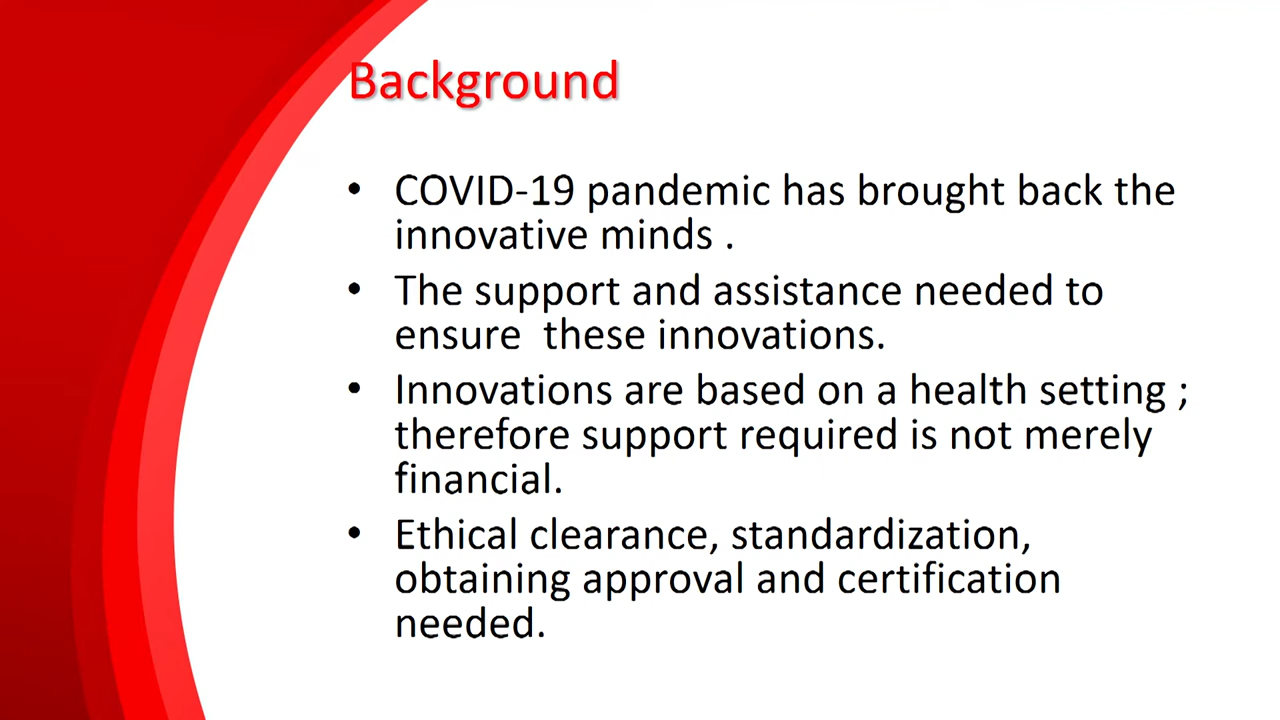 Background
• COVID-19 pandemic has brought back the
innovative minds .
• The support and assistance needed to
ensure  these innovations.
• Innovations are based on a health setting ;
therefore support required is not merely
financial.
• Ethical clearance, standardization,
obtaining approval and certification
needed.